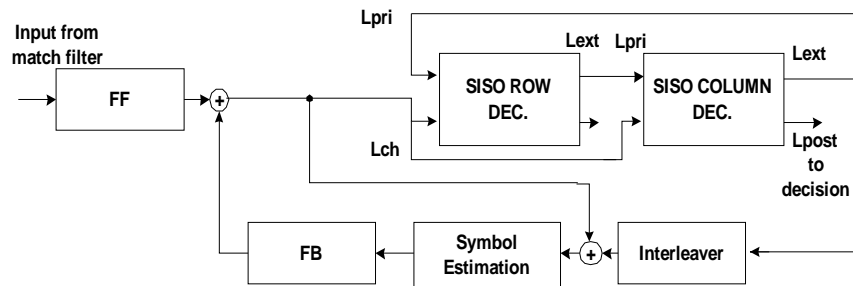 Input from
match filter
FF
+
Lpri
Lch
SISO ROW
DEC.
Lext
Lpri
SISO COLUMN
DEC.
Lext
Lpost
to
decision
FB
Symbol
Estimation
+
Interleaver